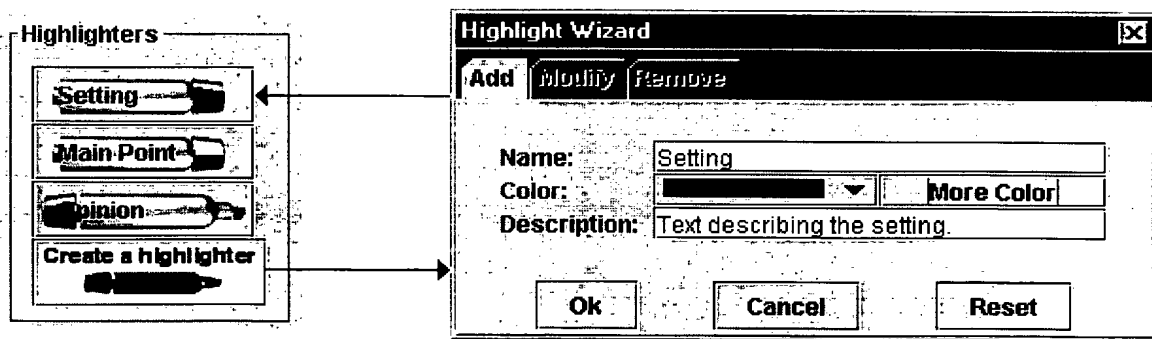 Highlighters
Setting
Main Point
Opinion
Create a highlighter
Highlight Wizard
Add Modify Remove
Name: Setting
Color: More Color
Description: Text describing the setting.
Ok Cancel Reset